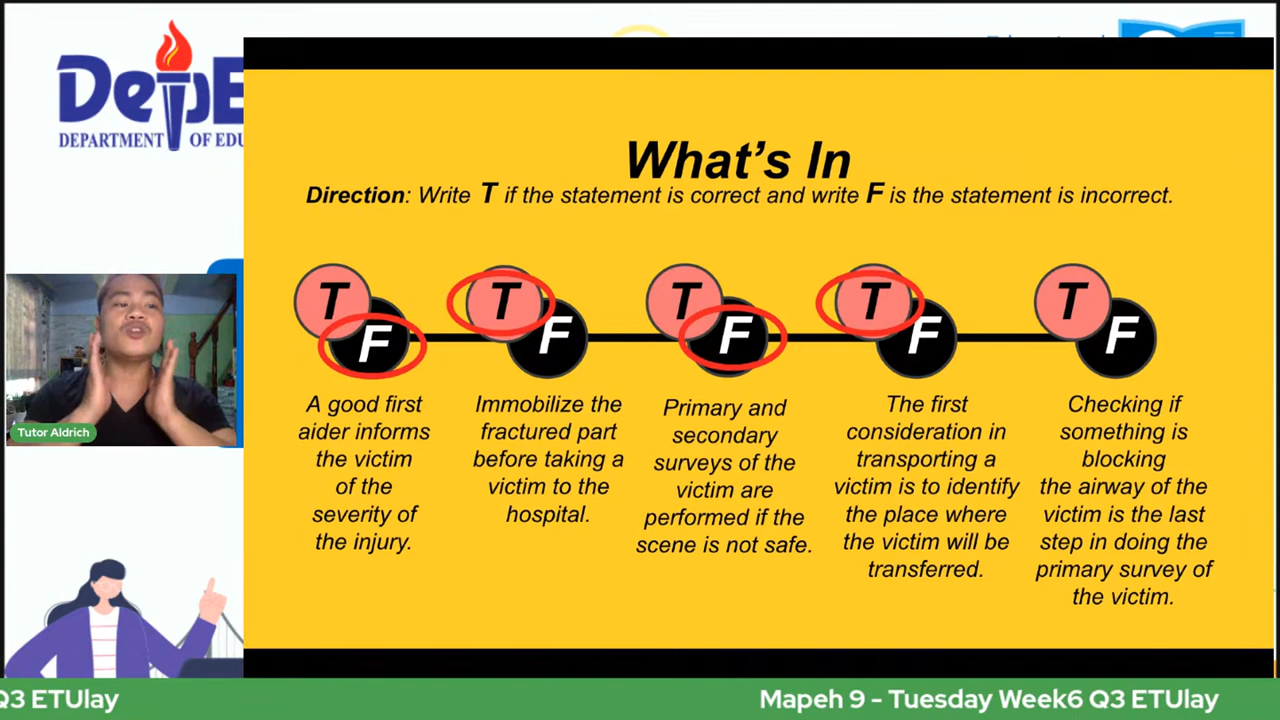 DepE
DEPARTMENT OF EDU
What's In
Direction: Write T if the statement is correct and write F is the statement is incorrect.
T
F
T
F
T
F
T
F
T
F
A good first
aider informs
the victim
of the
severity of
the injury.
Immobilize the
fractured part
before taking a
victim to the
hospital.
Primary and
secondary
surveys of the
victim are
performed if the
scene is not safe.
The first
consideration in
transporting a
victim is to identify
the place where
the victim will be
transferred.
Checking if
something is
blocking
the airway of the
victim is the last
step in doing the
primary survey of
the victim.
Tutor Aldrich
Q3 ETUlay
Mapeh 9 - Tuesday Week6 Q3 ETUlay